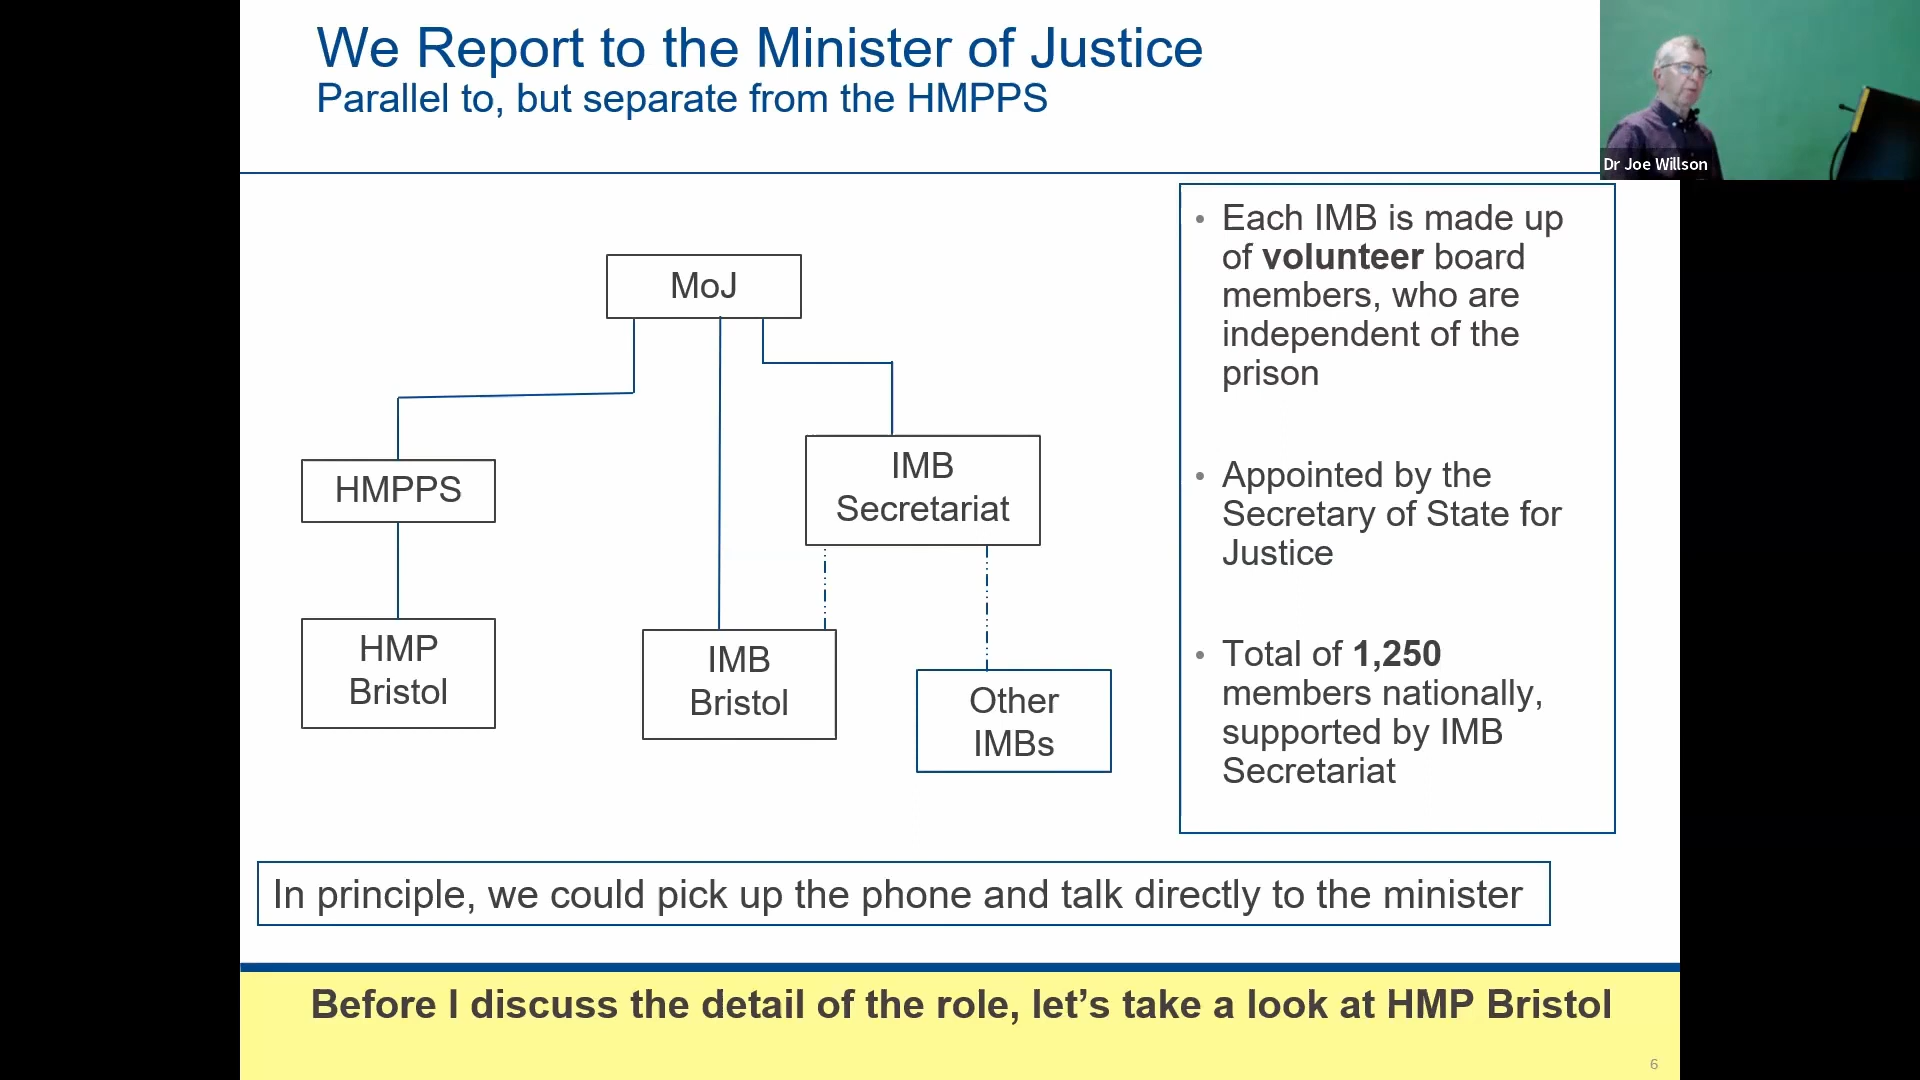 We Report to the Minister of Justice
Parallel to, but separate from the HMPPS
Dr Joe Willson
MoJ
HMPPS
IMB
Secretariat
HMP
Bristol
IMB
Bristol
Other
IMBs
• Each IMB is made up
of volunteer board
members, who are
independent of the
prison
• Appointed by the
Secretary of State for
Justice
• Total of 1,250
members nationally,
supported by IMB
Secretariat
In principle, we could pick up the phone and talk directly to the minister
Before I discuss the detail of the role, let’s take a look at HMP Bristol
6